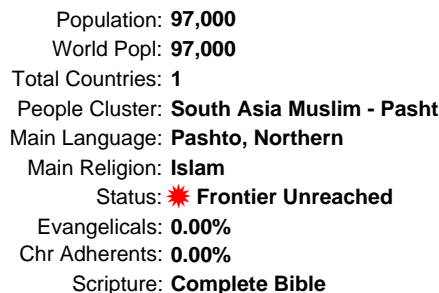 Population: 97,000
World Popl: 97,000
Total Countries: 1
People Cluster: South Asia Muslim - Pasht
Main Language: Pashto, Northern
Main Religion: Islam
Status: Frontier Unreached
Evangelicals: 0.00%
Chr Adherents: 0.00%
Scripture: Complete Bible